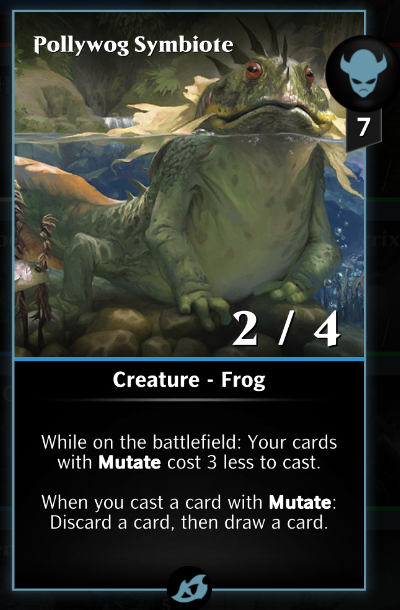 Pollywog Symbiote
7
2 / 4
Creature - Frog
While on the battlefield: Your cards
with Mutate cost 3 less to cast.
When you cast a card with Mutate:
Discard a card, then draw a card.